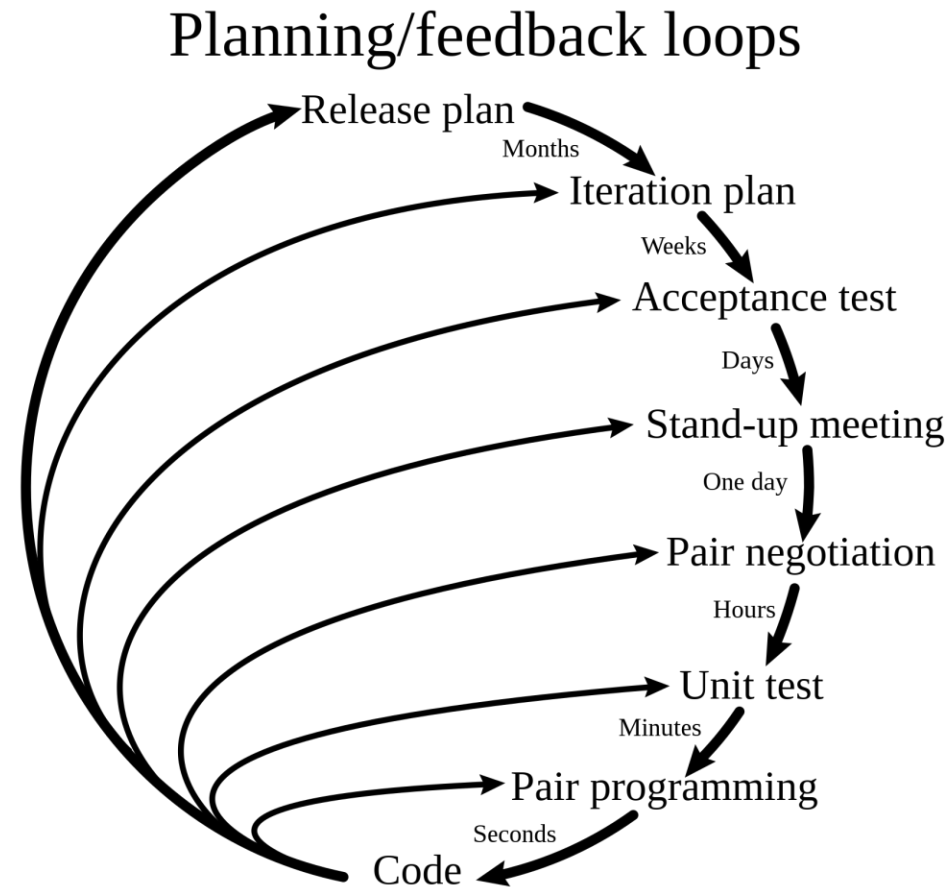 Planning/feedback loops
Release plan
Months
Iteration plan
Weeks
Acceptance test
Days
Stand-up meeting
One day
Pair negotiation
Hours
Unit test
Minutes
Pair programming
Seconds
Code